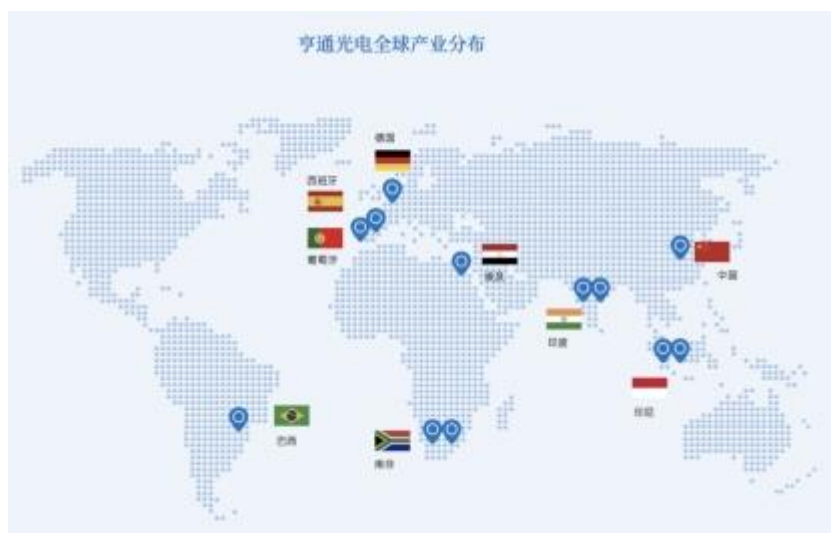 亨通光电全球产业分布
德国
西班牙
葡萄牙
埃及
中国
印度
印尼
巴西
南非